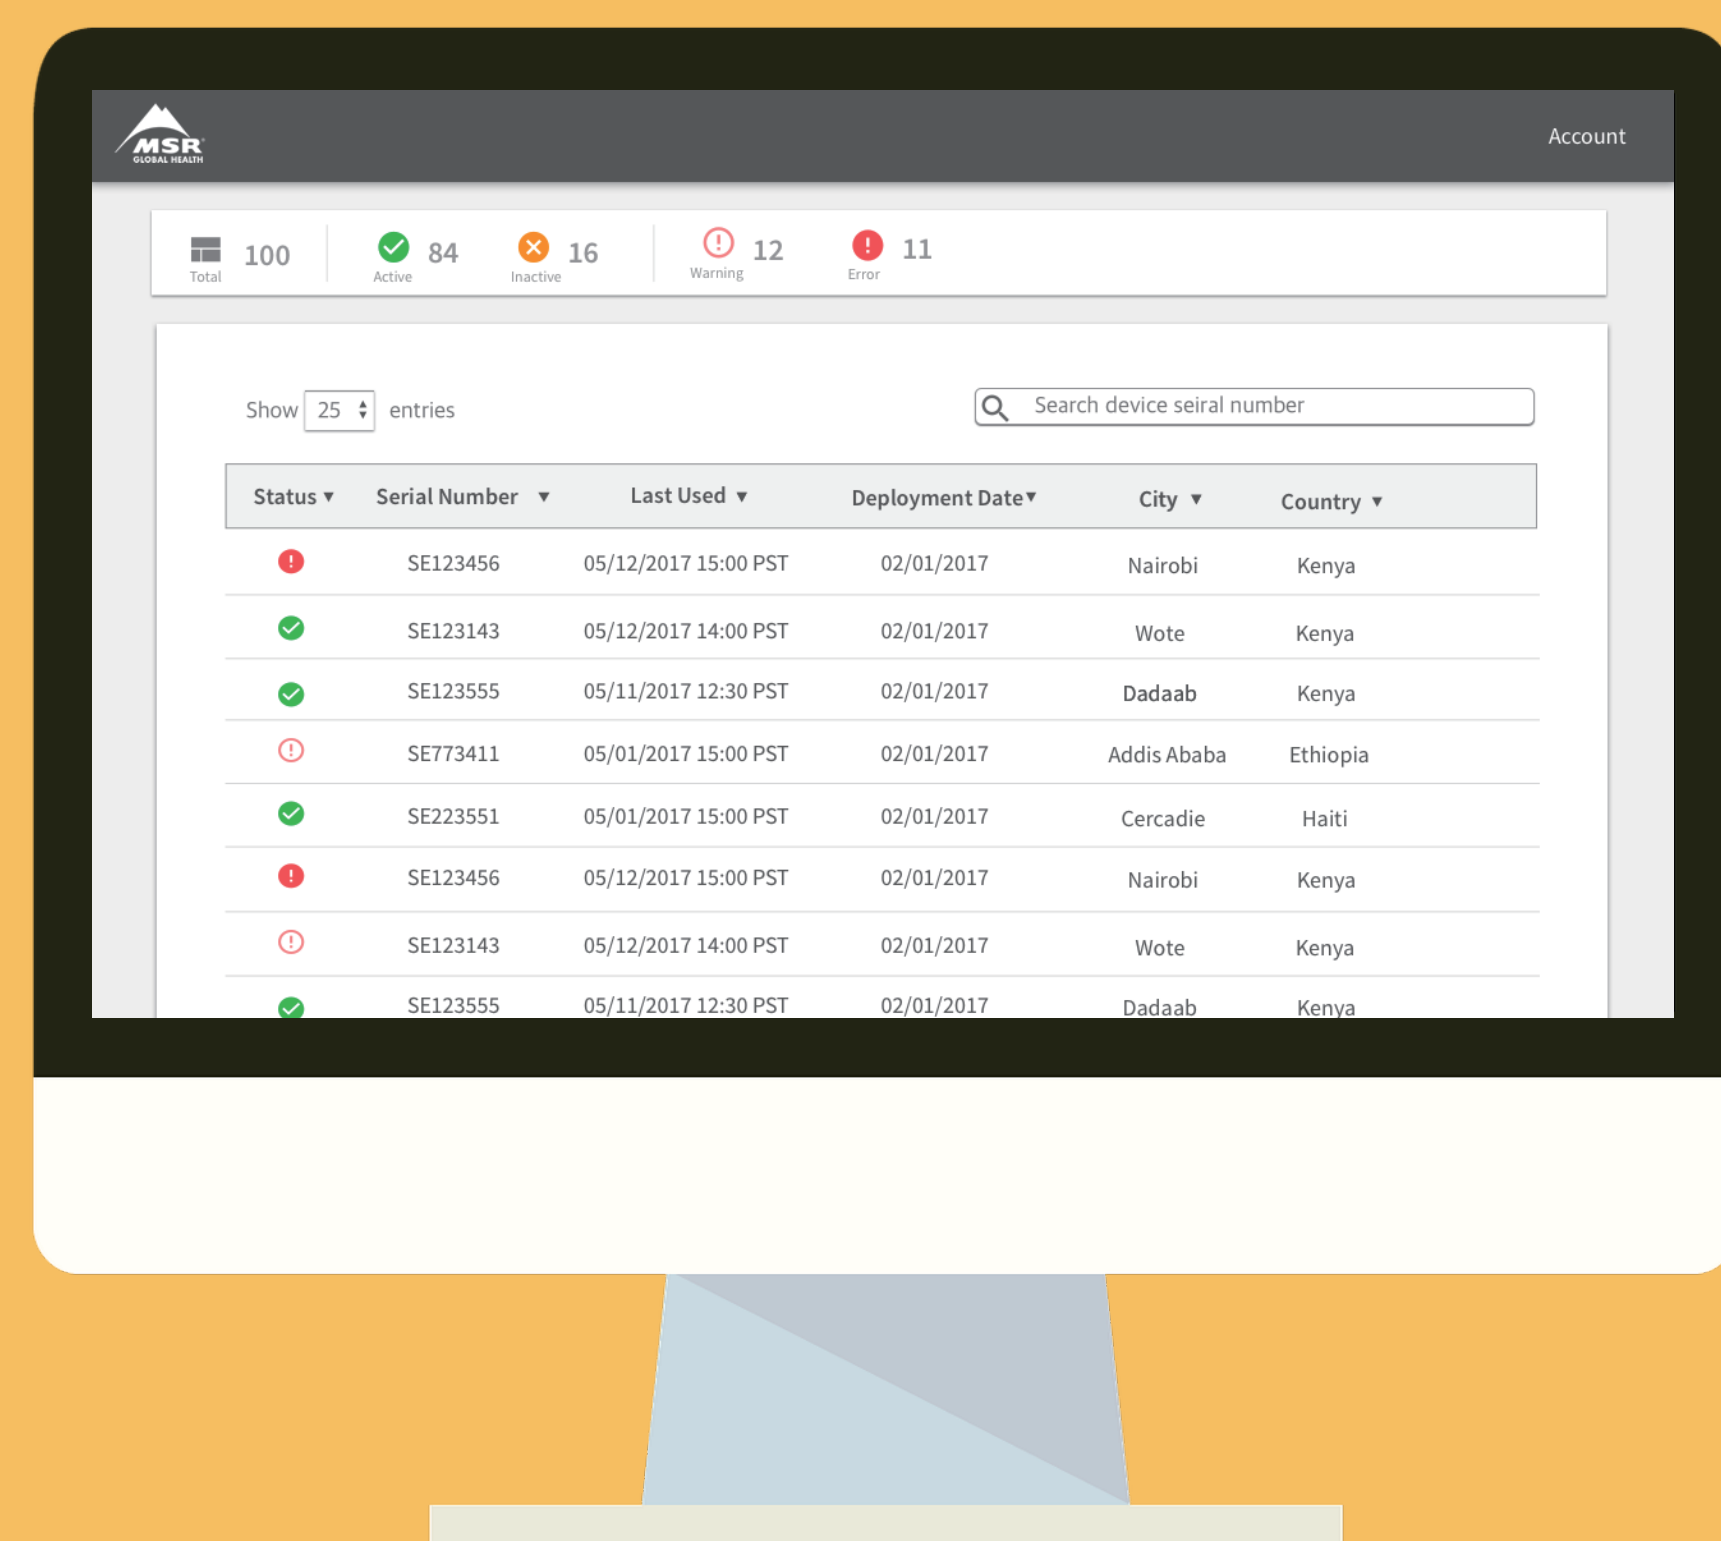 MSR
GLOBAL HEALTH
Account
100 84 16 12 11
Total Active Inactive Warning Error
Show 25 entries
Search device seiral number
Status Serial Number Last Used Deployment Date City Country
SE123456 05/12/2017 15:00 PST 02/01/2017 Nairobi Kenya
SE123143 05/12/2017 14:00 PST 02/01/2017 Wote Kenya
SE123555 05/11/2017 12:30 PST 02/01/2017 Dadaab Kenya
SE773411 05/01/2017 15:00 PST 02/01/2017 Addis Ababa Ethiopia
SE223551 05/01/2017 15:00 PST 02/01/2017 Cercadie Haiti
SE123456 05/12/2017 15:00 PST 02/01/2017 Nairobi Kenya
SE123143 05/12/2017 14:00 PST 02/01/2017 Wote Kenya
SE123555 05/11/2017 12:30 PST 02/01/2017 Dadaab Kenya